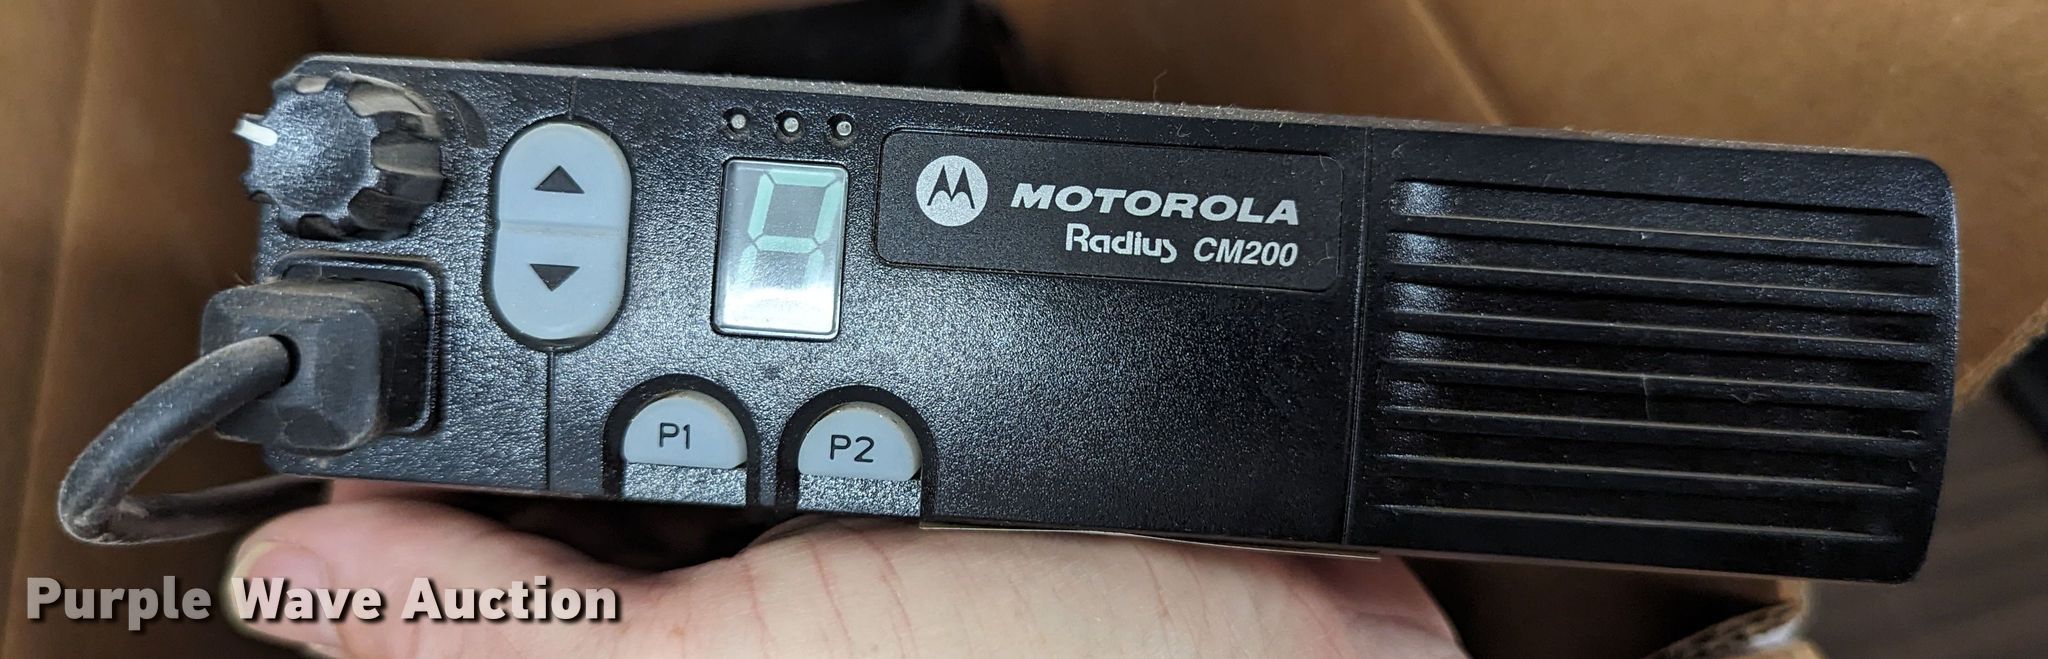 MOTOROLA
Radius CM200
P1
P2
Purple Wave Auction